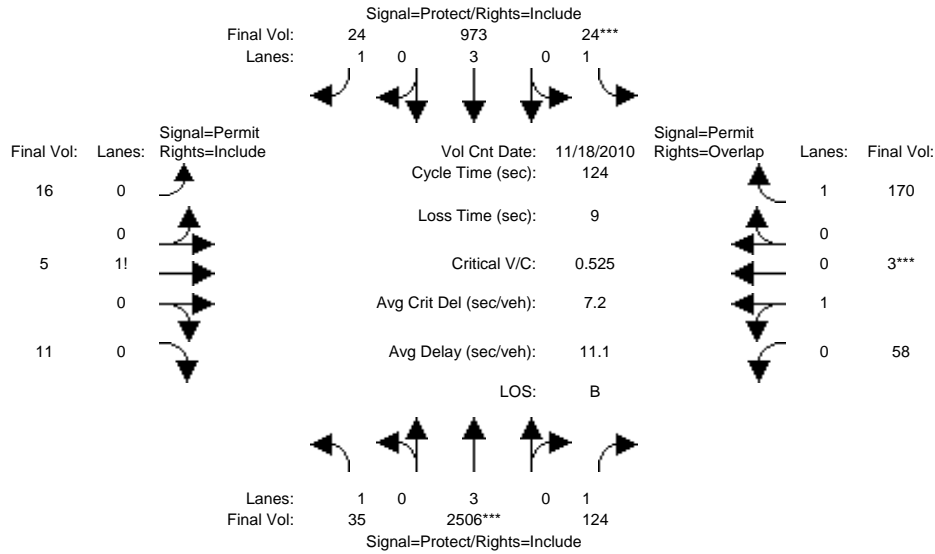 Signal=Protect/Rights=Include
Final Vol: 24 973 24***
Lanes: 1 0 3 0 1
Signal=Permit Signal=Permit
Final Vol: Lanes: Rights=Include Vol Cnt Date: 11/18/2010 Rights=Overlap Lanes: Final Vol:
Cycle Time (sec): 124
16 0 1 170
Loss Time (sec): 9
0 0
5 1! Critical V/C: 0.525 0 3***
0 Avg Crit Del (sec/veh): 7.2 1
11 0 Avg Delay (sec/veh): 11.1 0 58
LOS: B
Lanes: 1 0 3 0 1
Final Vol: 35 2506*** 124
Signal=Protect/Rights=Include